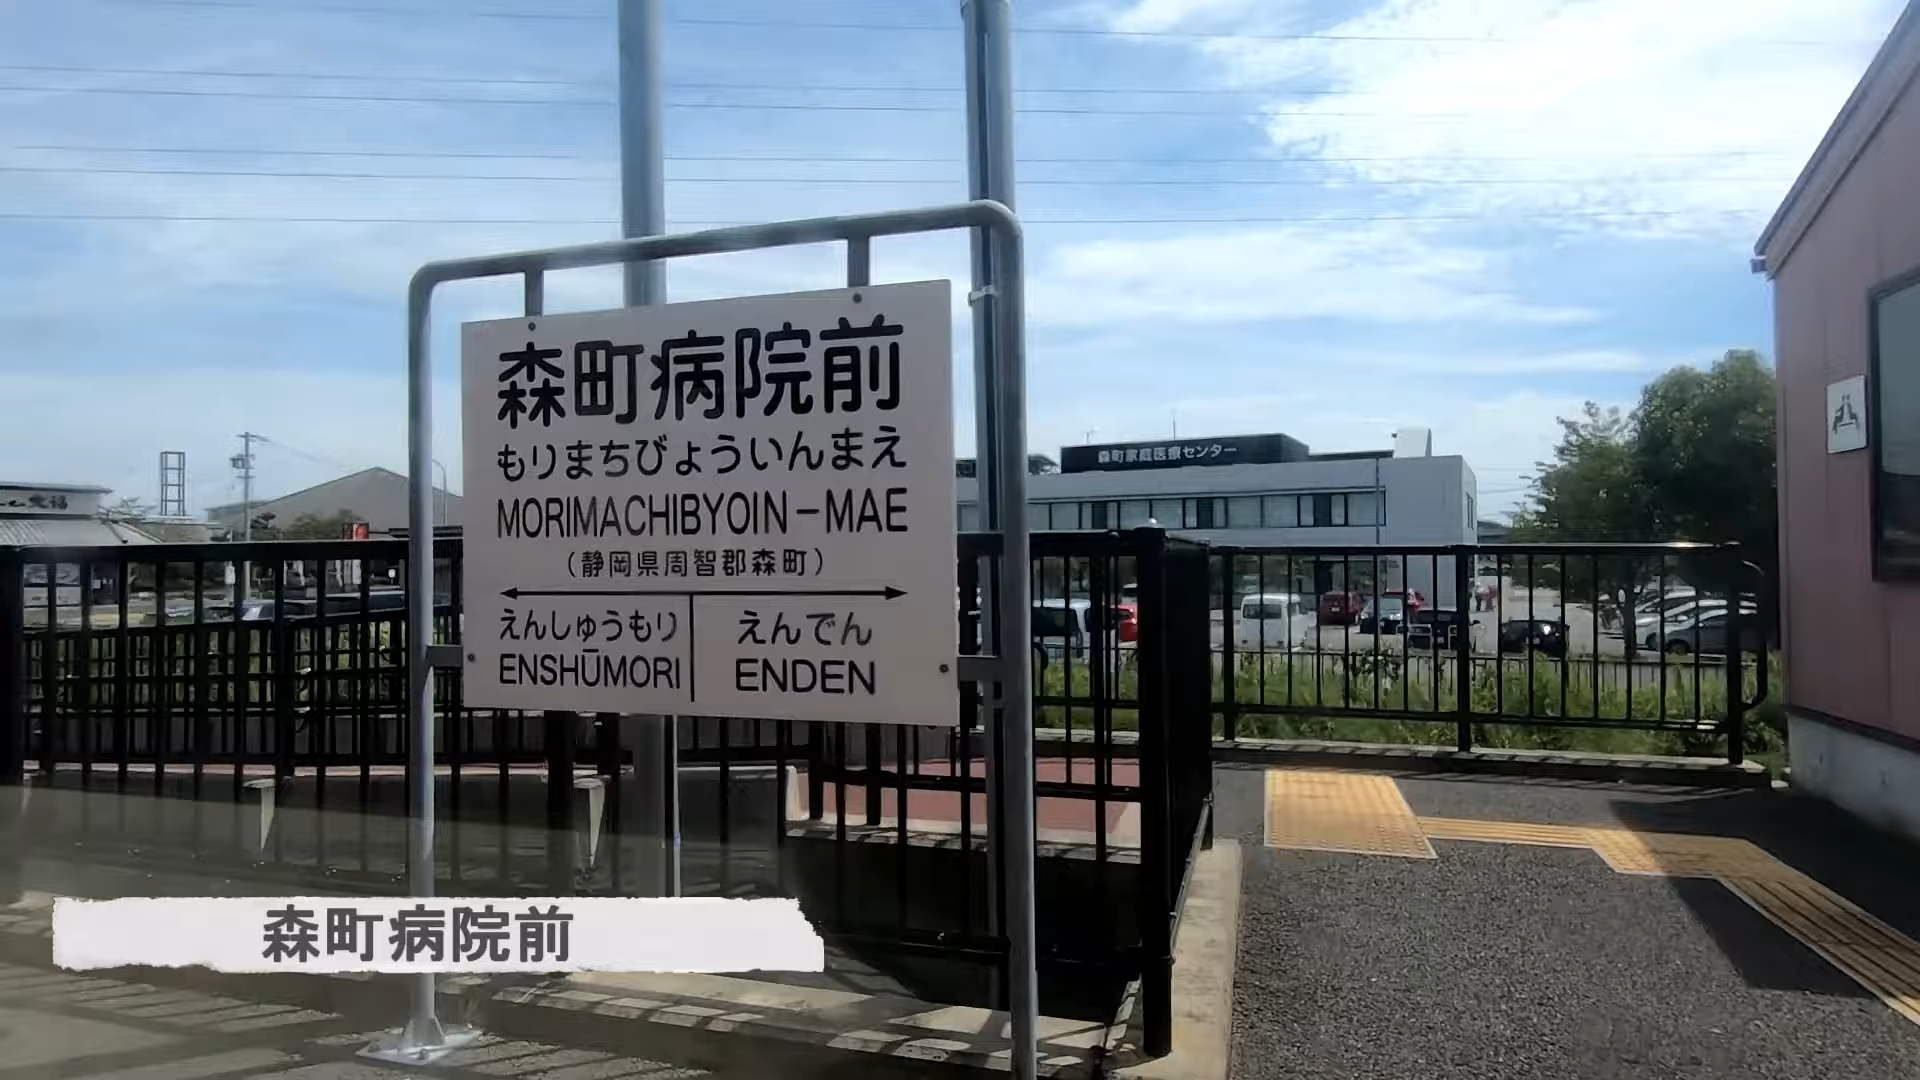 森町病院前
もりまちびょういんまえ
MORIMACHIBYOIN-MAE
（静岡県周智郡森町）
えんしゅうもり
ENSHŪMORI
えんでん
ENDEN
森町家庭医療センター
大福
森町病院前